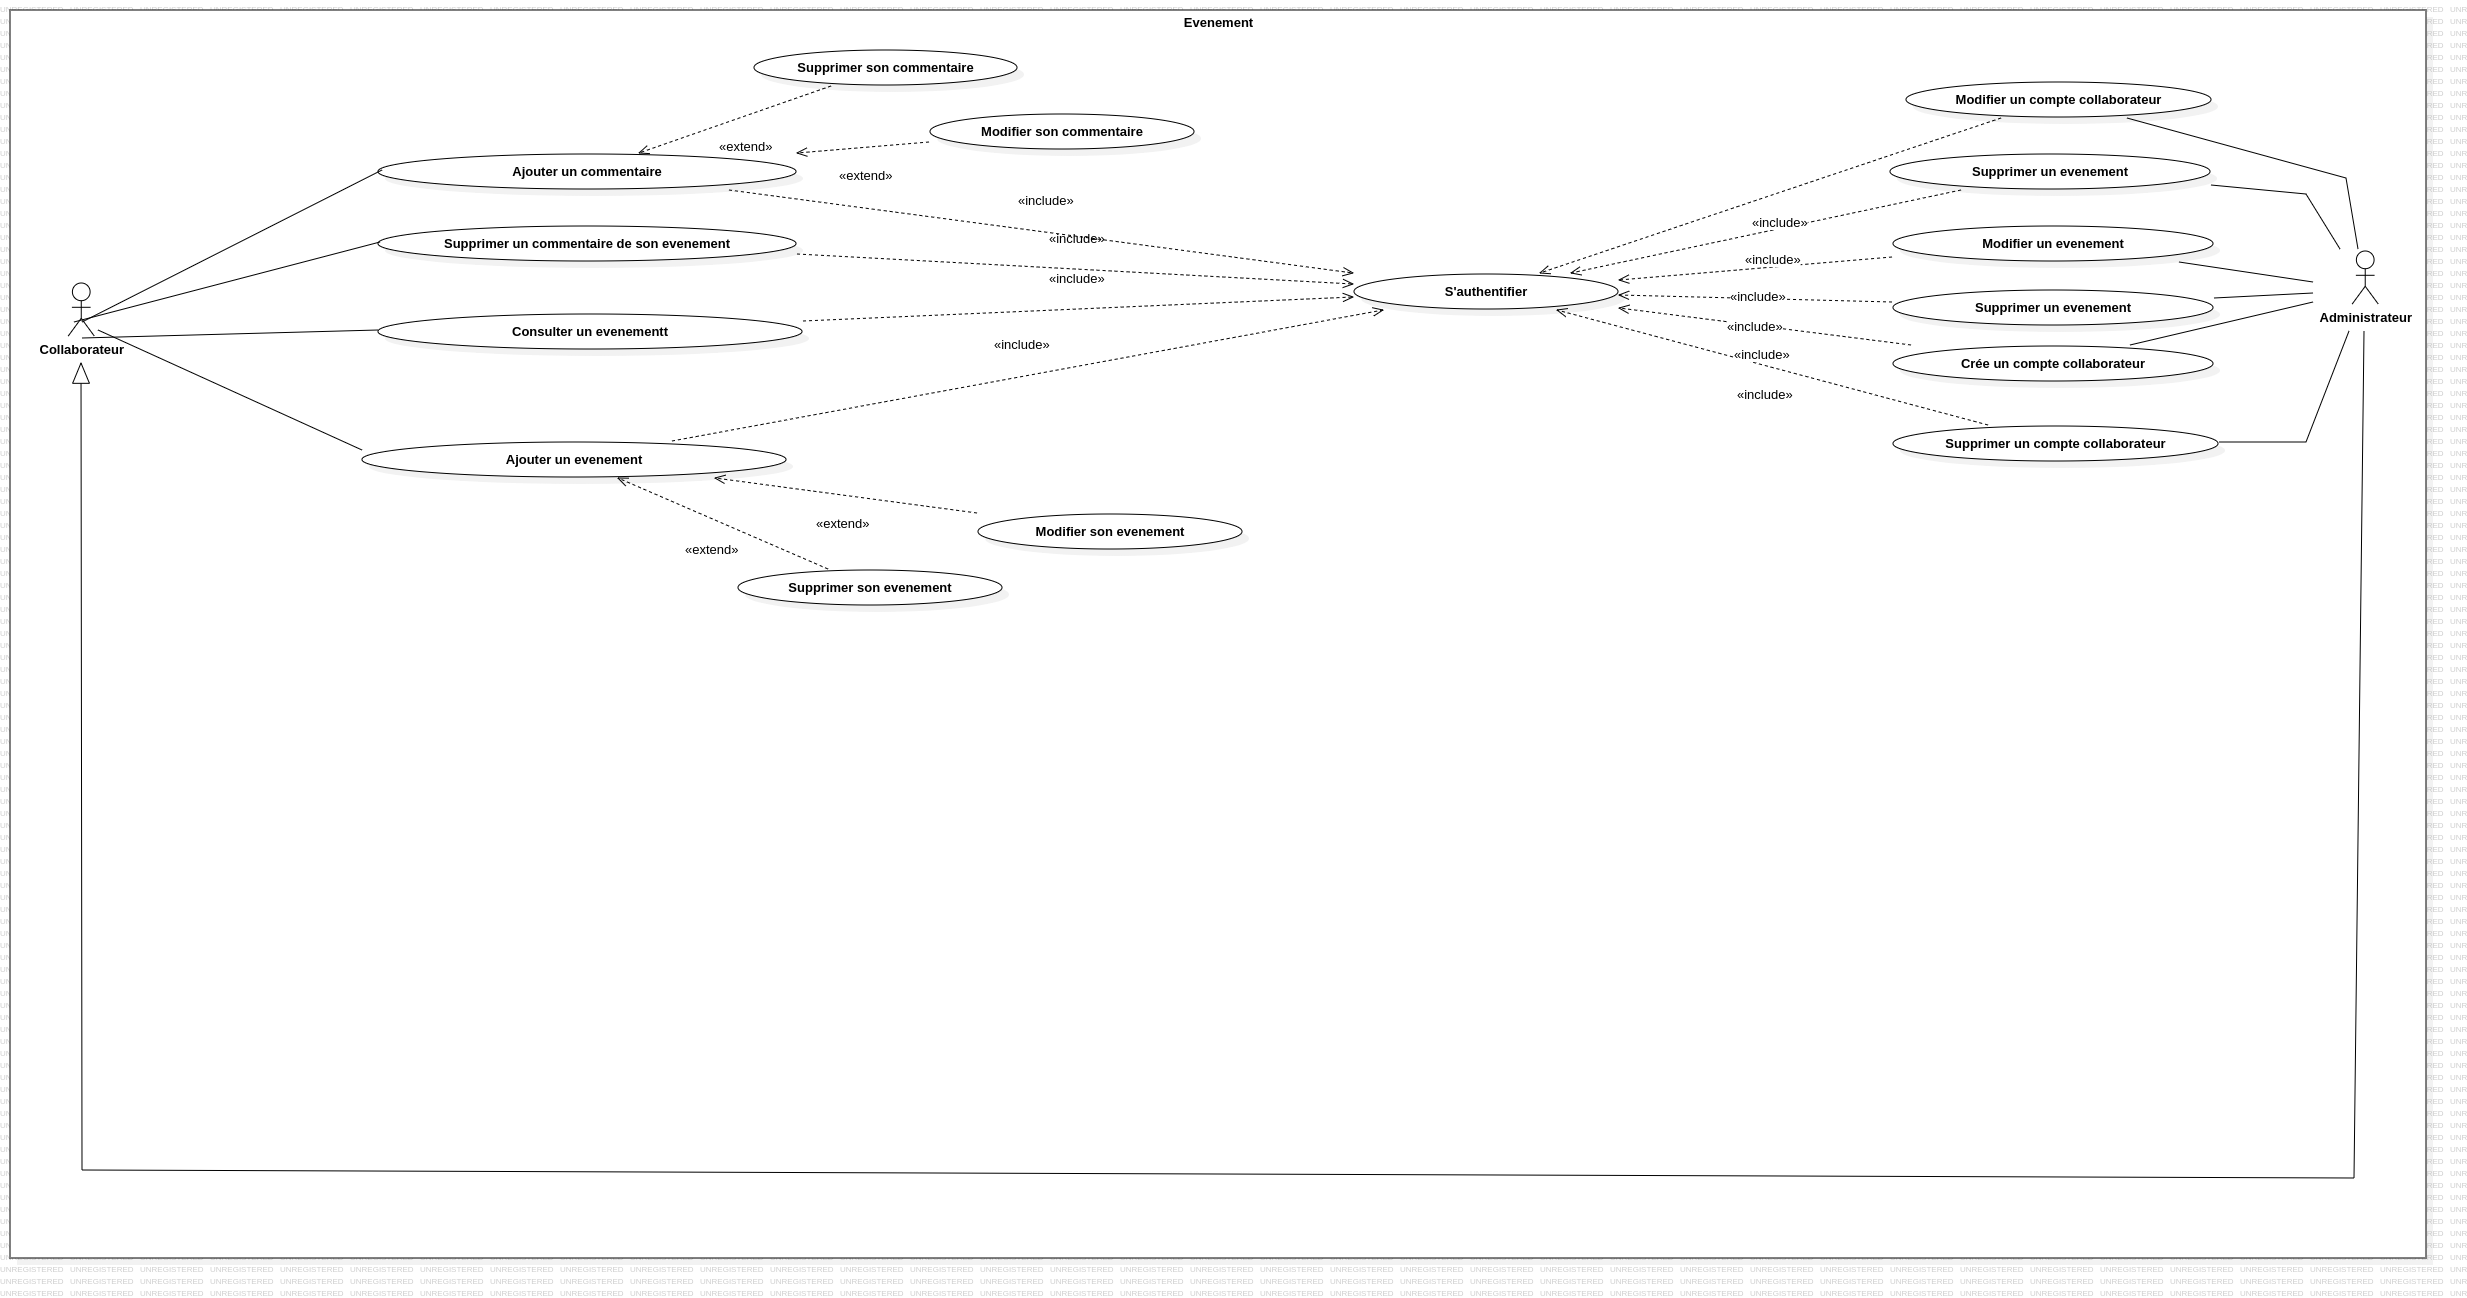 Evenement
Supprimer son commentaire
Modifier un compte collaborateur
Modifier son commentaire
«extend»
Ajouter un commentaire
Supprimer un evenement
«extend»
«include»
«include»
«include»
Supprimer un commentaire de son evenement
Modifier un evenement
«include»
«include»
S'authentifier
«include»
Supprimer un evenement
Administrateur
«include»
Consulter un evenementt
«include»
Collaborateur
«include»
Crée un compte collaborateur
«include»
Supprimer un compte collaborateur
Ajouter un evenement
«extend»
Modifier son evenement
«extend»
Supprimer son evenement
UNREGISTERED